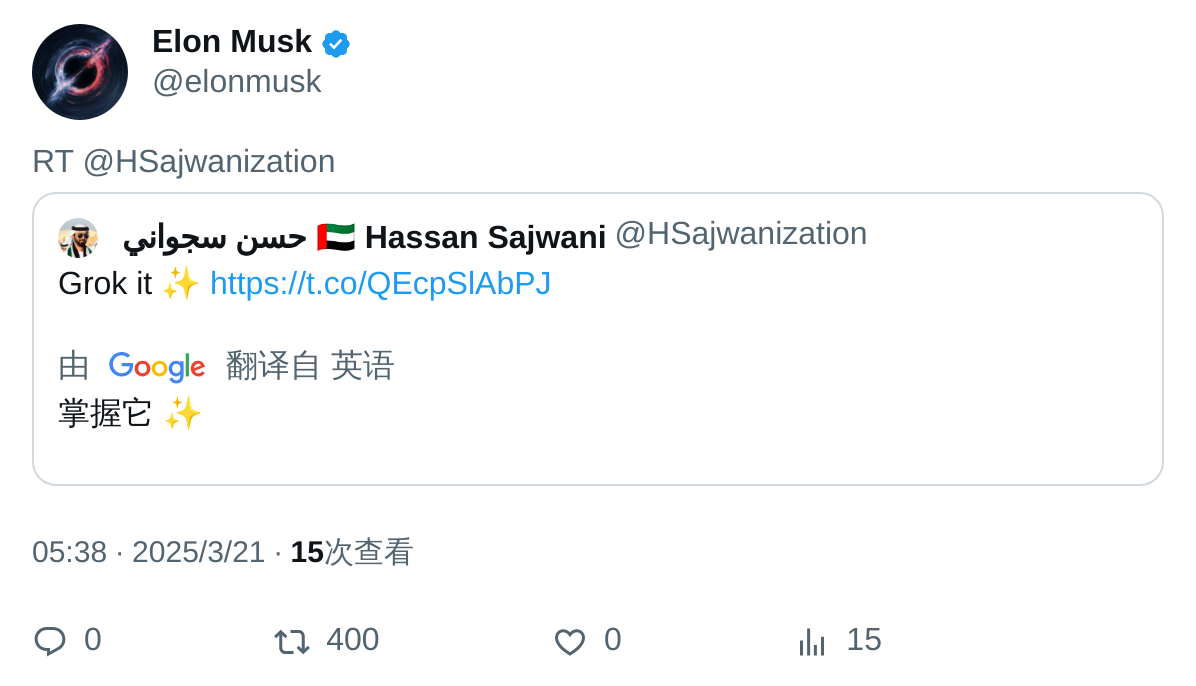 Elon Musk
@elonmusk
RT @HSajwanization
حسن سجواني 🇦🇪 Hassan Sajwani @HSajwanization
Grok it ✨ https://t.co/QEcpSlAbPJ
由 Google 翻译自 英语
掌握它 ✨
05:38 · 2025/3/21 · 15次查看
0 400 0 15